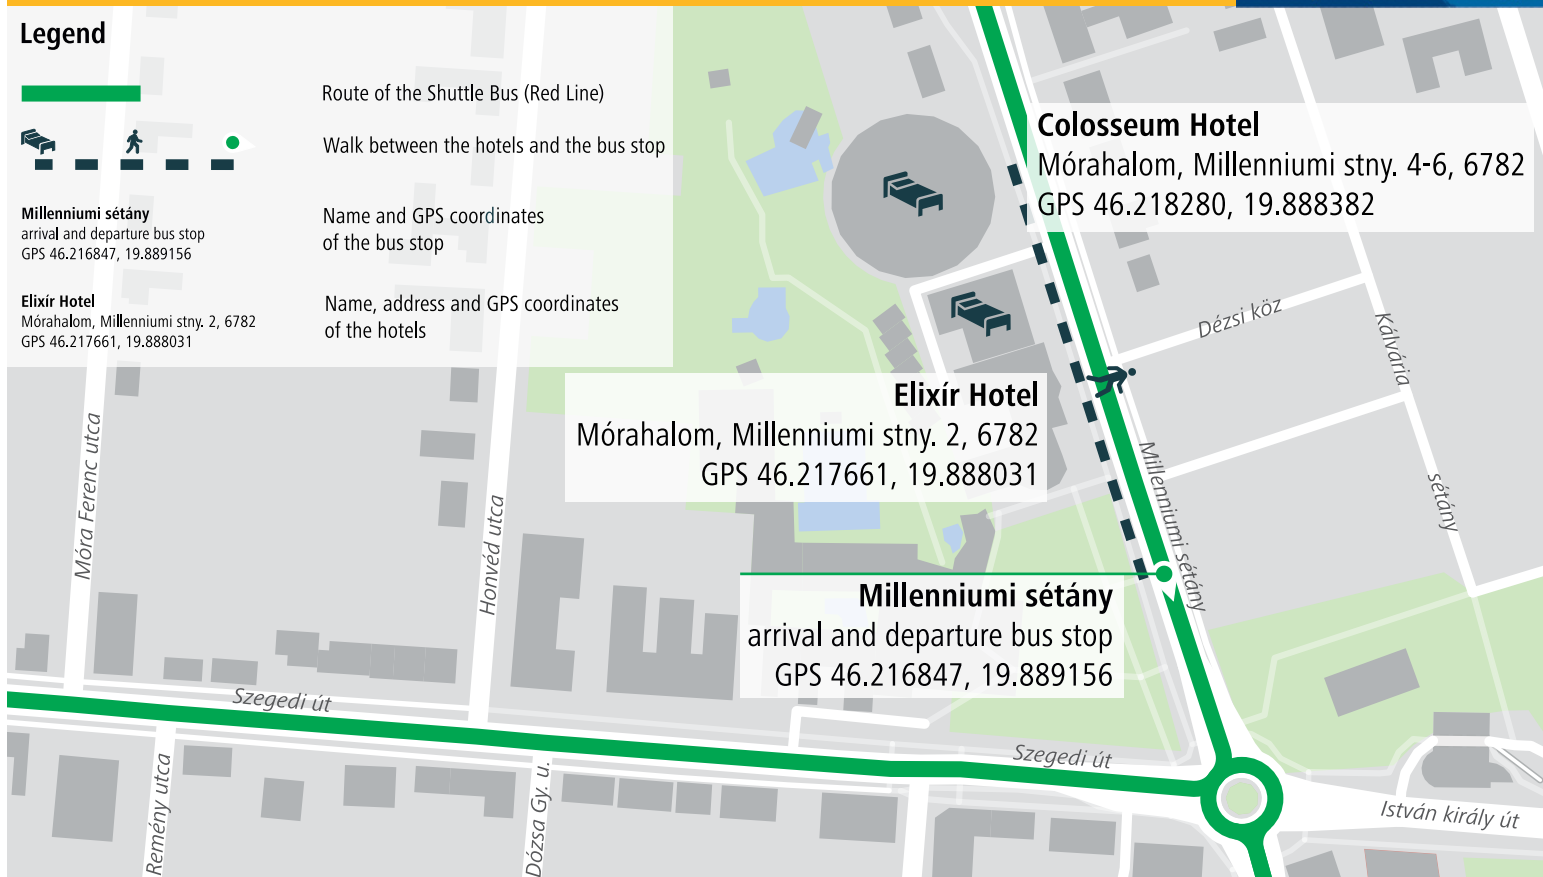 Legend
Route of the Shuttle Bus (Red Line)
Walk between the hotels and the bus stop
Millenniumi sétány
arrival and departure bus stop
GPS 46.216847, 19.889156
Name and GPS coordinates
of the bus stop
Elixír Hotel
Mórahalom, Millenniumi stny. 2, 6782
GPS 46.217661, 19.888031
Name, address and GPS coordinates
of the hotels
Colosseum Hotel
Mórahalom, Millenniumi stny. 4-6, 6782
GPS 46.218280, 19.888382
Dézsi köz
Kálvária
sétány
Elixír Hotel
Mórahalom, Millenniumi stny. 2, 6782
GPS 46.217661, 19.888031
Millenniumi sétány
Móra Ferenc utca
Honvéd utca
Millenniumi sétány
arrival and departure bus stop
GPS 46.216847, 19.889156
Szegedi út
Szegedi út
Remény utca
Dózsa Gy. u.
István király út